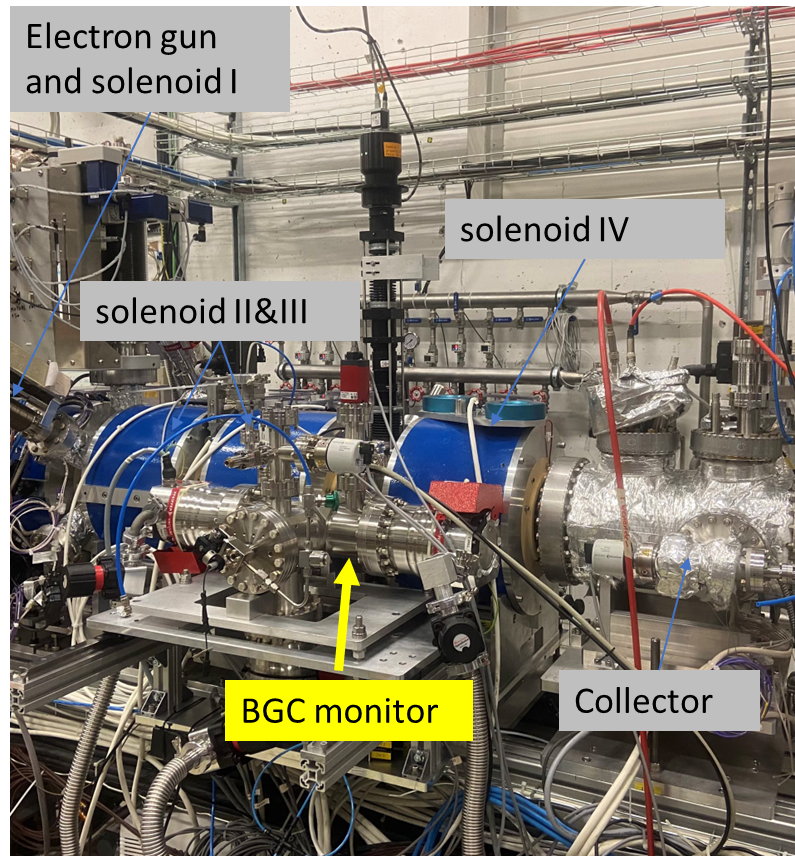 Electron gun
and solenoid I
solenoid IV
solenoid II&III
BGC monitor
Collector